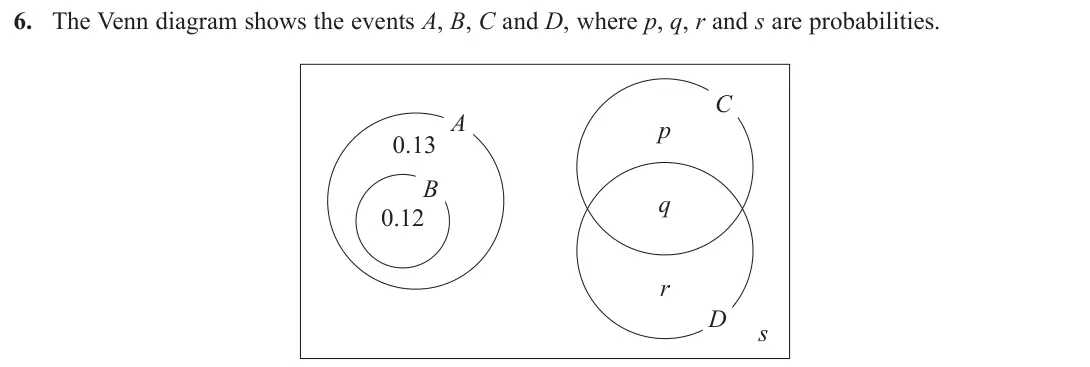 6. The Venn diagram shows the events A, B, C and D, where p, q, r and s are probabilities.
C
A
p
0.13
B
q
0.12
r
D
s